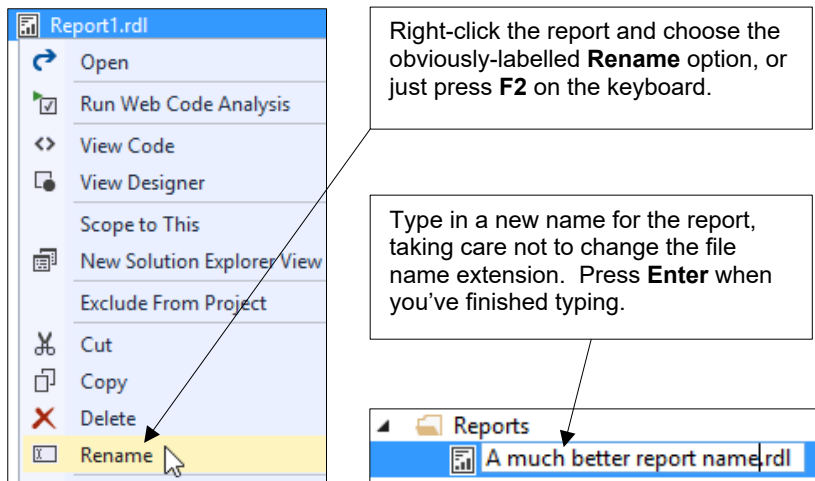 Report1.rdl
Open
Run Web Code Analysis
View Code
View Designer
Scope to This
New Solution Explorer View
Exclude From Project
Cut
Copy
Delete
Rename
Right-click the report and choose the
obviously-labelled Rename option, or
just press F2 on the keyboard.
Type in a new name for the report,
taking care not to change the file
name extension.  Press Enter when
you've finished typing.
Reports
A much better report name.rdl